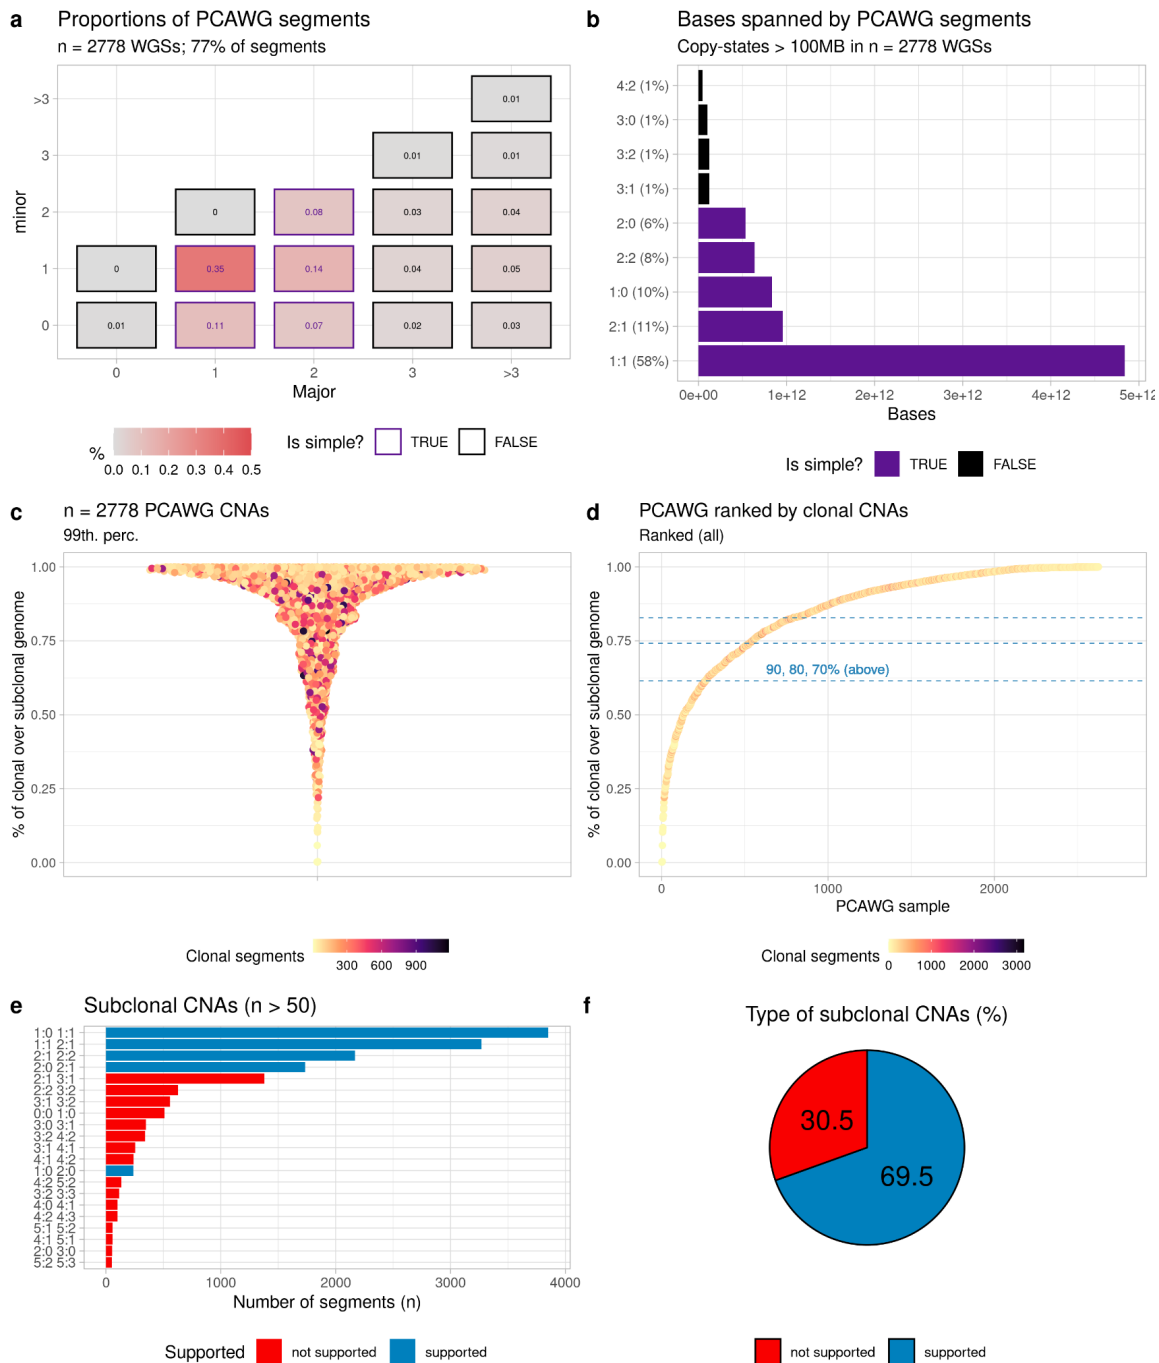 a
Proportions of PCAWG segments
n = 2778 WGSs; 77% of segments
minor
>3
3
2
1
0
0.01
0.01
0.01
0
0.08
0.03
0.04
0
0.35
0.14
0.04
0.05
0.01
0.11
0.07
0.02
0.03
0
1
2
3
>3
Major
%
0.0 0.1 0.2 0.3 0.4 0.5
Is simple?
TRUE
FALSE
b
Bases spanned by PCAWG segments
Copy-states > 100MB in n = 2778 WGSs
4:2 (1%)
3:0 (1%)
3:2 (1%)
3:1 (1%)
2:0 (6%)
2:2 (8%)
1:0 (10%)
2:1 (11%)
1:1 (58%)
0e+00
1e+12
2e+12
3e+12
4e+12
5e+12
Bases
Is simple?
TRUE
FALSE
c
n = 2778 PCAWG CNAs
99th. perc.
% of clonal over subclonal genome
1.00
0.75
0.50
0.25
0.00
Clonal segments
300 600 900
d
PCAWG ranked by clonal CNAs
Ranked (all)
% of clonal over subclonal genome
1.00
0.75
0.50
0.25
0.00
90, 80, 70% (above)
0
1000
2000
PCAWG sample
Clonal segments
0 1000 2000 3000
e
Subclonal CNAs (n > 50)
1:0 1:1
1:1 2:1
2:1 2:2
2:0 2:1
2:1 3:1
2:2 3:2
3:1 3:2
0:0 1:0
3:0 3:1
3:2 4:2
3:1 4:1
4:1 4:2
1:0 2:0
4:2 5:2
3:2 3:3
4:0 4:1
4:2 4:3
5:1 5:2
4:1 5:1
2:0 3:0
5:2 5:3
0
1000
2000
3000
4000
Number of segments (n)
Supported
not supported
supported
f
Type of subclonal CNAs (%)
30.5
69.5
not supported
supported